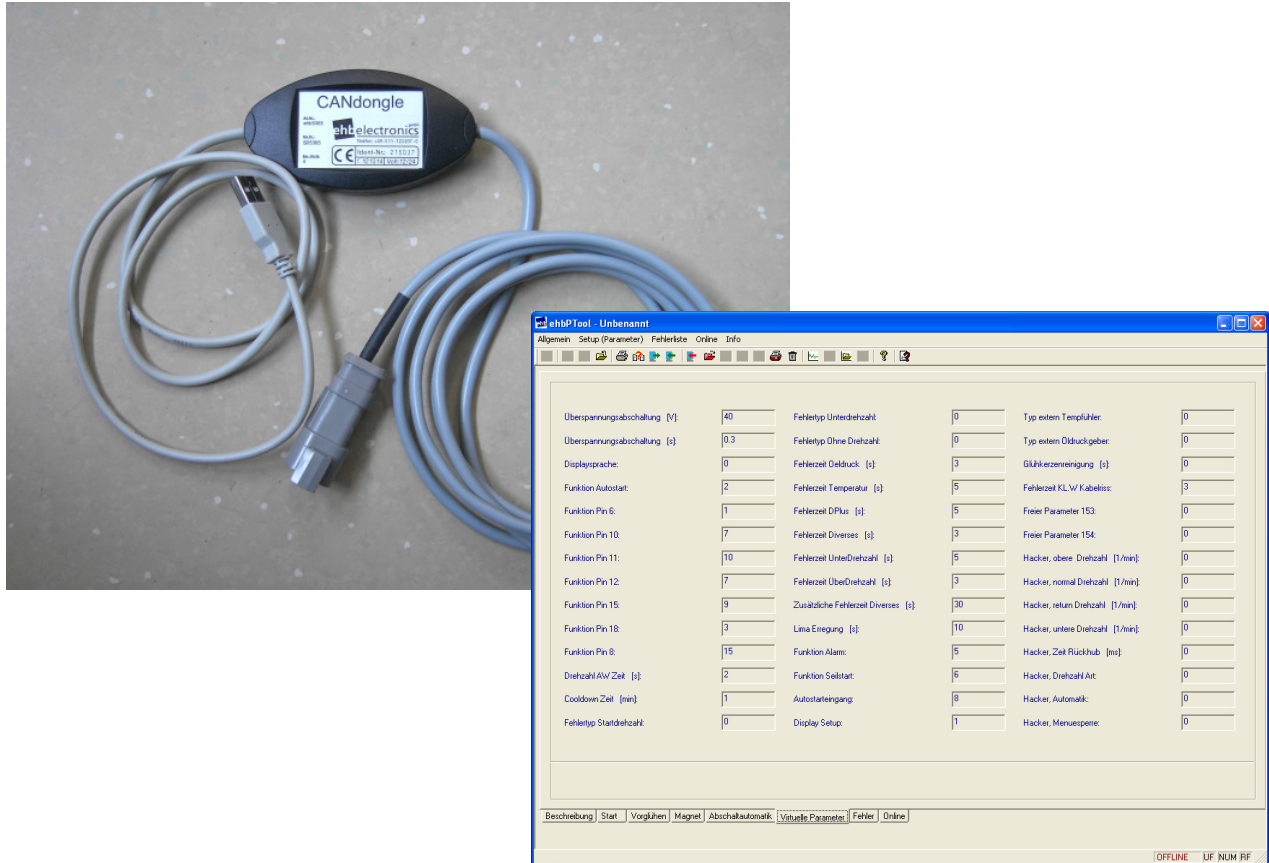 CANdongle
ehb electronics
Ident-Nr.: 215037
CE
Volt:12/24
ehbPTool - Unbenannt
Allgemein Setup (Parameter) Fehlerliste Online Info
Überspannungsabschaltung [V]: 40 Fehlertyp Unterdrehzahl: 0 Typ extern Tempfühler: 0
Überspannungsabschaltung [s]: 0.3 Fehlertyp Ohne Drehzahl: 0 Typ extern Öldruckgeber: 0
Displaysprache: 0 Fehlerzeit Oeldruck [s]: 3 Glühkerzenreinigung [s]: 0
Funktion Autostart: 2 Fehlerzeit Temperatur [s]: 5 Fehlerzeit KL.W Kabelriss: 3
Funktion Pin 6: 1 Fehlerzeit DPlus [s]: 5 Freier Parameter 153: 0
Funktion Pin 10: 7 Fehlerzeit Diverses [s]: 3 Freier Parameter 154: 0
Funktion Pin 11: 10 Fehlerzeit UnterDrehzahl [s]: 5 Hacker, obere Drehzahl [1/min]: 0
Funktion Pin 12: 7 Fehlerzeit ÜberDrehzahl [s]: 3 Hacker, normal Drehzahl [1/min]: 0
Funktion Pin 15: 9 Zusätzliche Fehlerzeit Diverses [s]: 30 Hacker, return Drehzahl [1/min]: 0
Funktion Pin 18: 3 Lima Erregung [s]: 10 Hacker, untere Drehzahl [1/min]: 0
Funktion Pin 8: 15 Funktion Alarm: 5 Hacker, Zeit Rückhub [ms]: 0
Drehzahl AW Zeit [s]: 2 Funktion Seilstart: 6 Hacker, Drehzahl Art: 0
Cooldown Zeit [min]: 1 Autostarteingang: 8 Hacker, Automatik: 0
Fehlertyp Startdrehzahl: 0 Display Setup: 1 Hacker, Menuesperre: 0
Beschreibung Start Vorglühen Magnet Abschaltautomatik Virtuelle Parameter Fehler Online
OFFLINE UF NUM RF